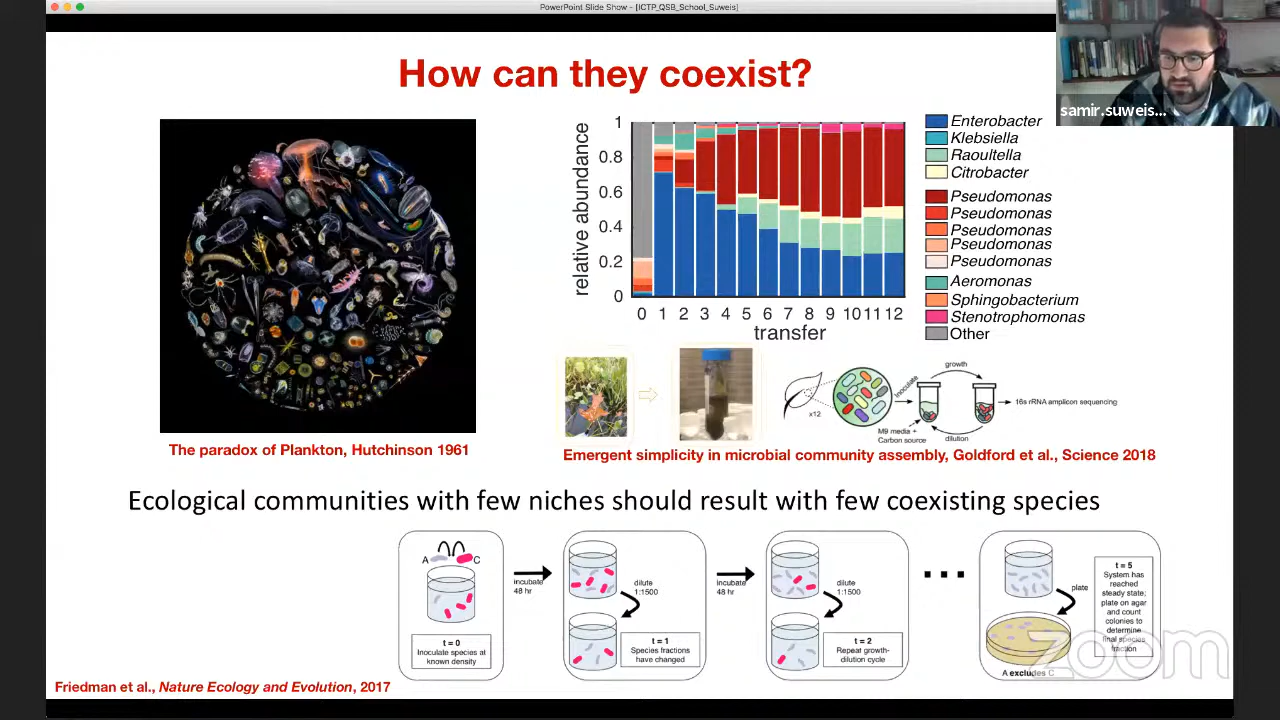 PowerPoint Slide Show - [ICTP_QSB_School_Suweis]
samir.suweis...
How can they coexist?
The paradox of Plankton, Hutchinson 1961
relative abundance
1
0.8
0.6
0.4
0.2
0
0 1 2 3 4 5 6 7 8 9 10 11 12
transfer
Enterobacter
Klebsiella
Raoultella
Citrobacter
Pseudomonas
Pseudomonas
Pseudomonas
Pseudomonas
Pseudomonas
Aeromonas
Sphingobacterium
Stenotrophomonas
Other
x12
Inoculate
growth
M9 media +
Carbon source
dilution
16s rRNA amplicon sequencing
Emergent simplicity in microbial community assembly, Goldford et al., Science 2018
Ecological communities with few niches should result with few coexisting species
A C
t = 0
Inoculate species at
known density
incubate
48 hr
dilute
1:1500
t = 1
Species fractions
have changed
incubate
48 hr
dilute
1:1500
t = 2
Repeat growth-
dilution cycle
plate
t = 5
System has
reached
steady state;
plate on agar
and count
colonies to
determine
final species
fraction
A excludes C
zoom
Friedman et al., Nature Ecology and Evolution, 2017